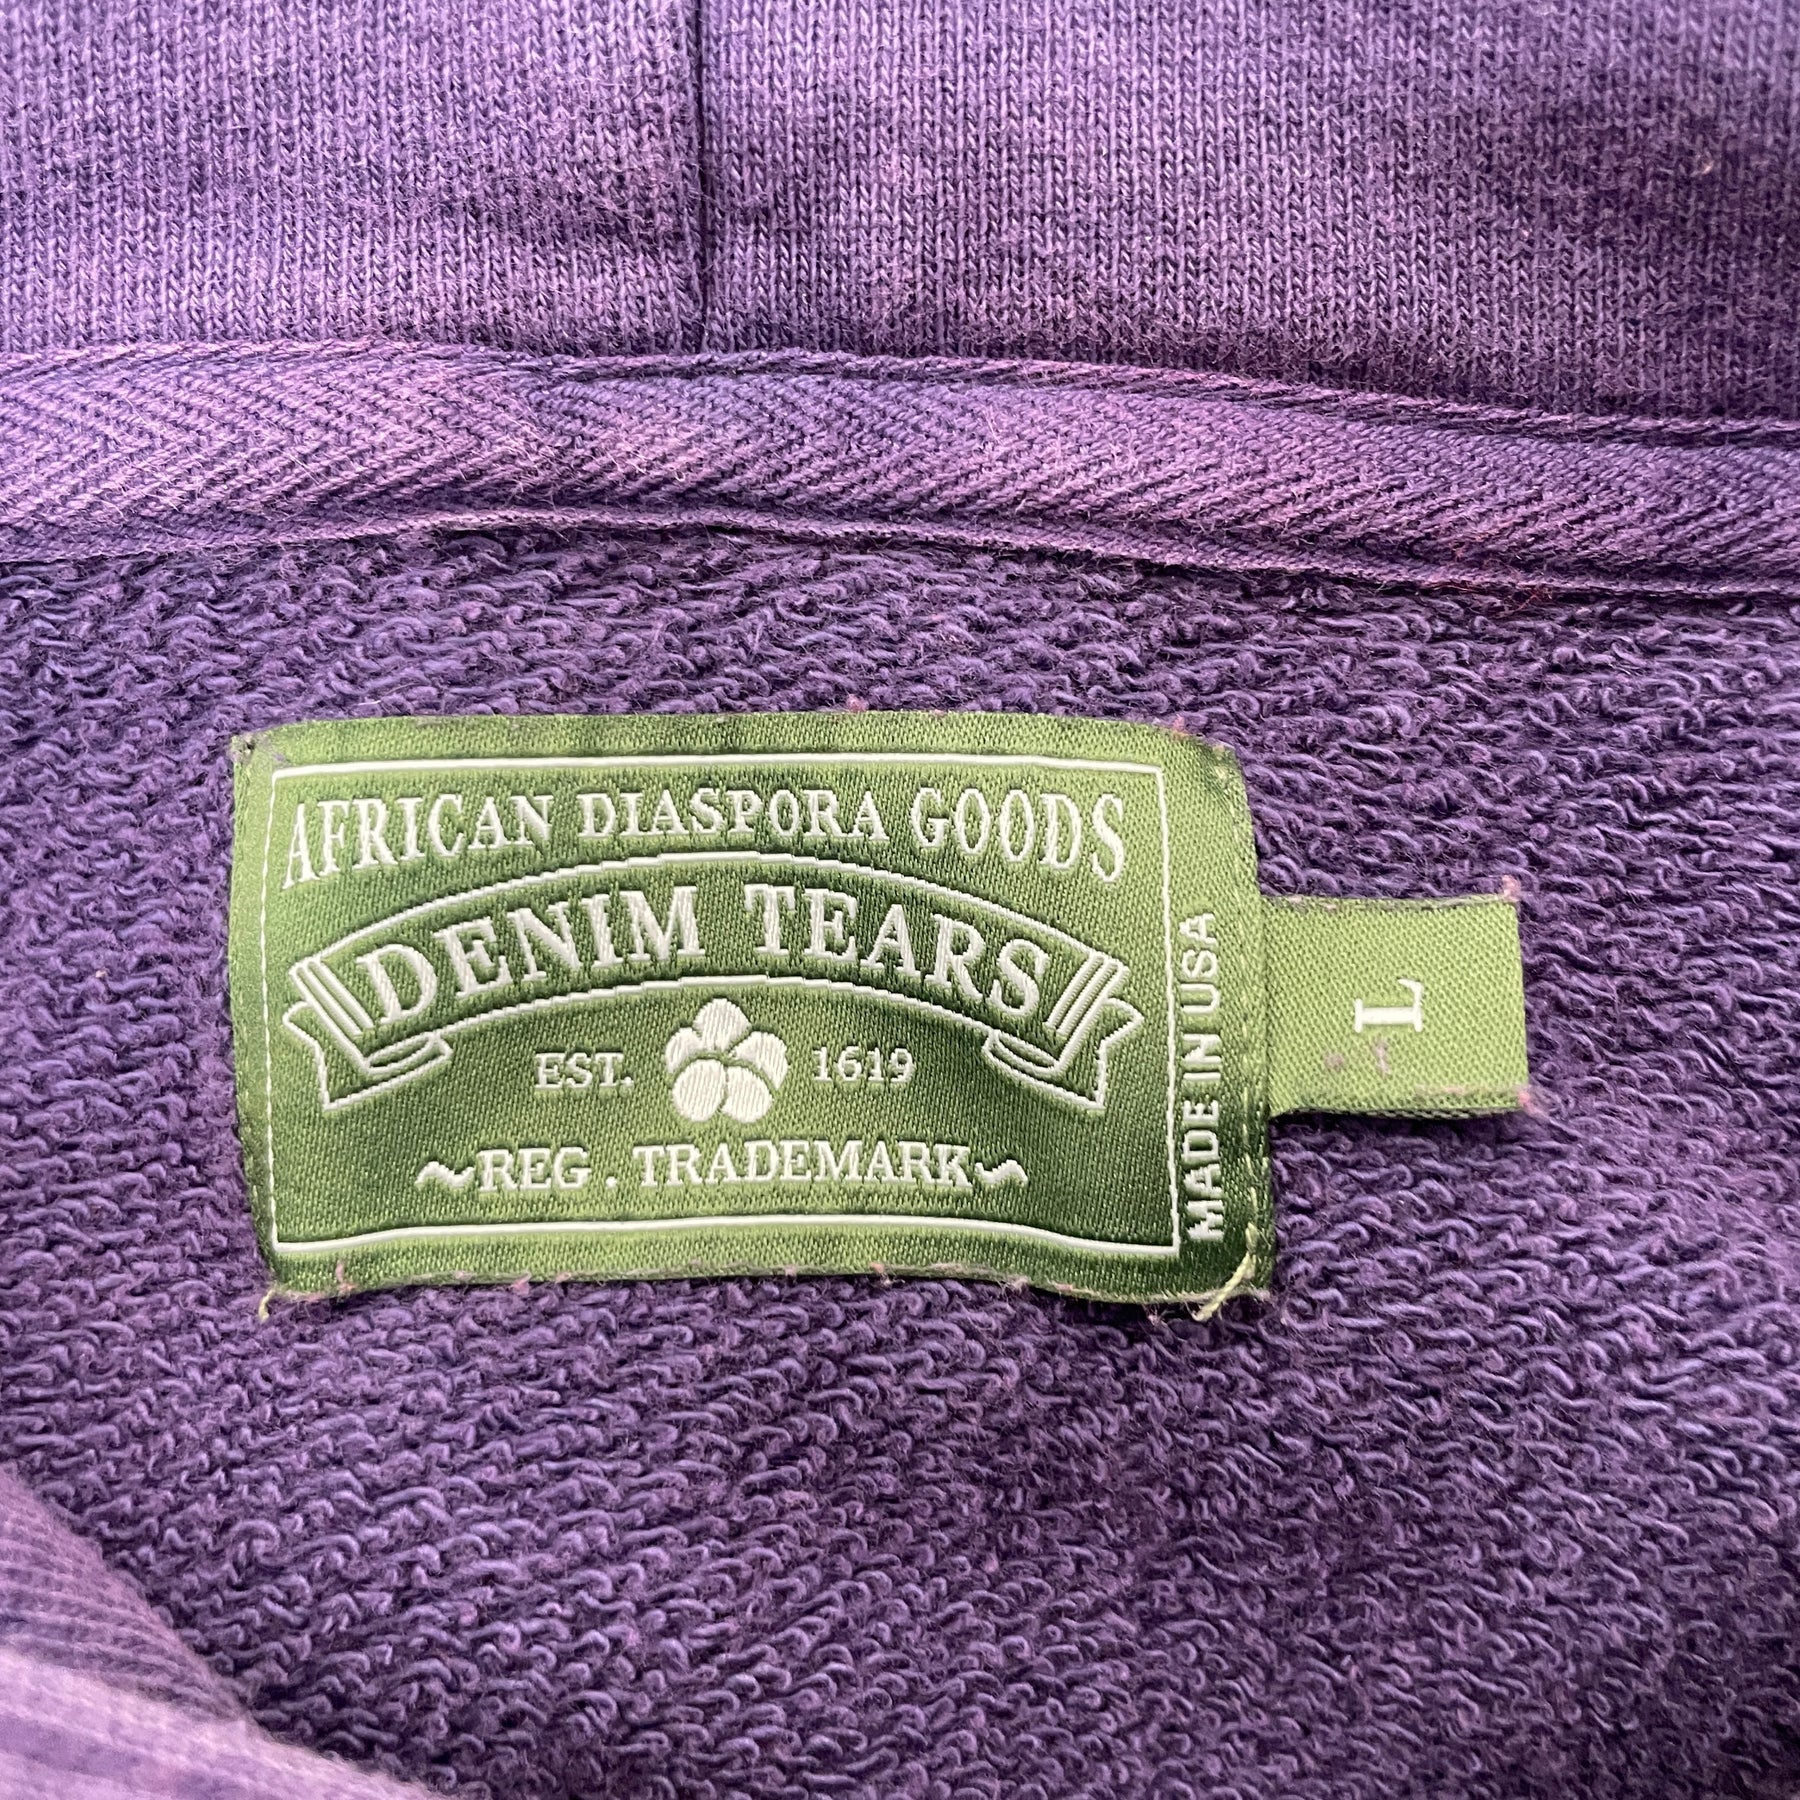 AFRICAN DIASPORA GOODS
DENIM TEARS
EST. 1619
REG. TRADEMARK
MADE IN USA
L